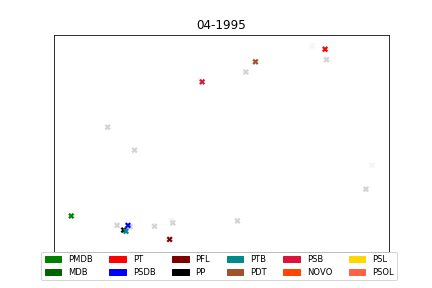 04-1995
PMDB PT PFL PTB PSB PSL
MDB PSDB PP PDT NOVO PSOL